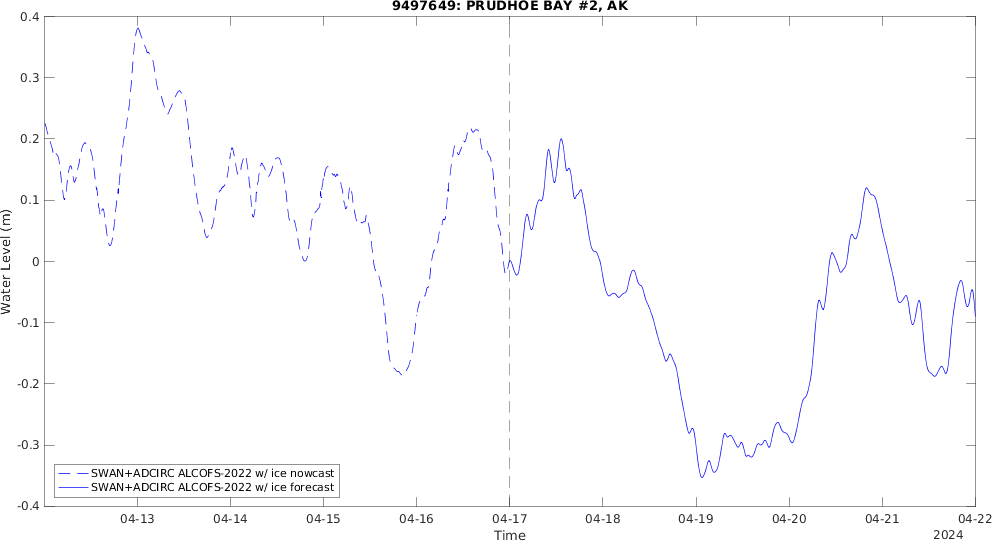 9497649: PRUDHOE BAY #2, AK
0.4
0.3
0.2
0.1
0
-0.1
-0.2
-0.3
-0.4
Water Level (m)
SWAN+ADCIRC ALCOFS-2022 w/ ice nowcast
SWAN+ADCIRC ALCOFS-2022 w/ ice forecast
04-13 04-14 04-15 04-16 04-17 04-18 04-19 04-20 04-21 04-22
Time
2024